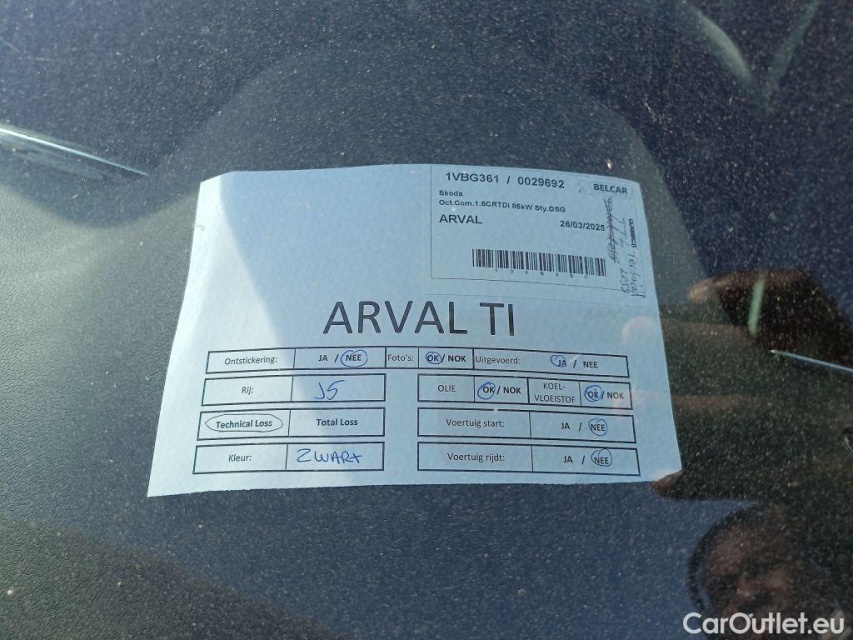 1VBG361 / 0029692 BELCAR
Skoda
Oct.Com.1.6CRTDI 85kW Sty.DSG
ARVAL 26/03/2025
Technical Loss
ARVAL TI
Ontstickering: JA / NEE Foto's: OK / NOK Uitgevoerd: JA / NEE
Rij: J5 OLIE OK / NOK KOEL-VLOEISTOF OK / NOK
Technical Loss Total Loss Voertuig start: JA / NEE
Kleur: ZWART Voertuig rijdt: JA / NEE
CarOutlet.eu